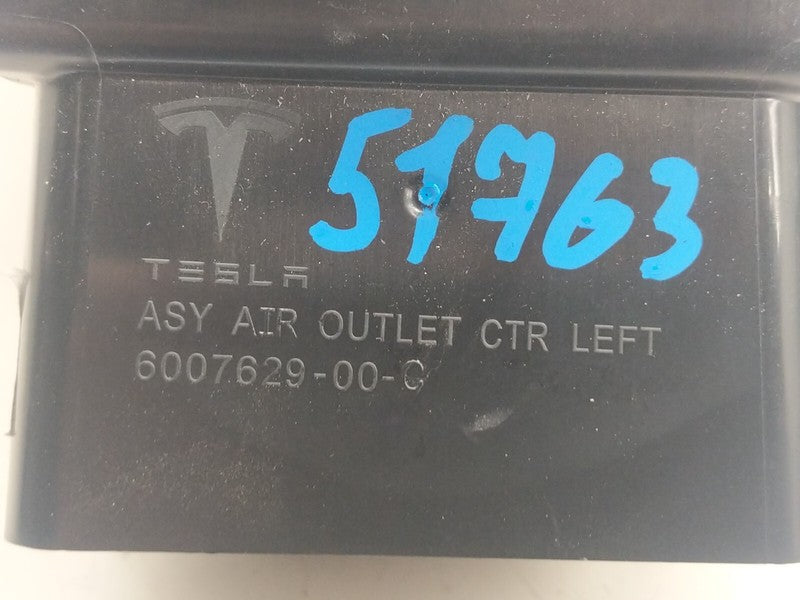 51763
TESLA
ASY AIR OUTLET CTR LEFT
6007629-00-C